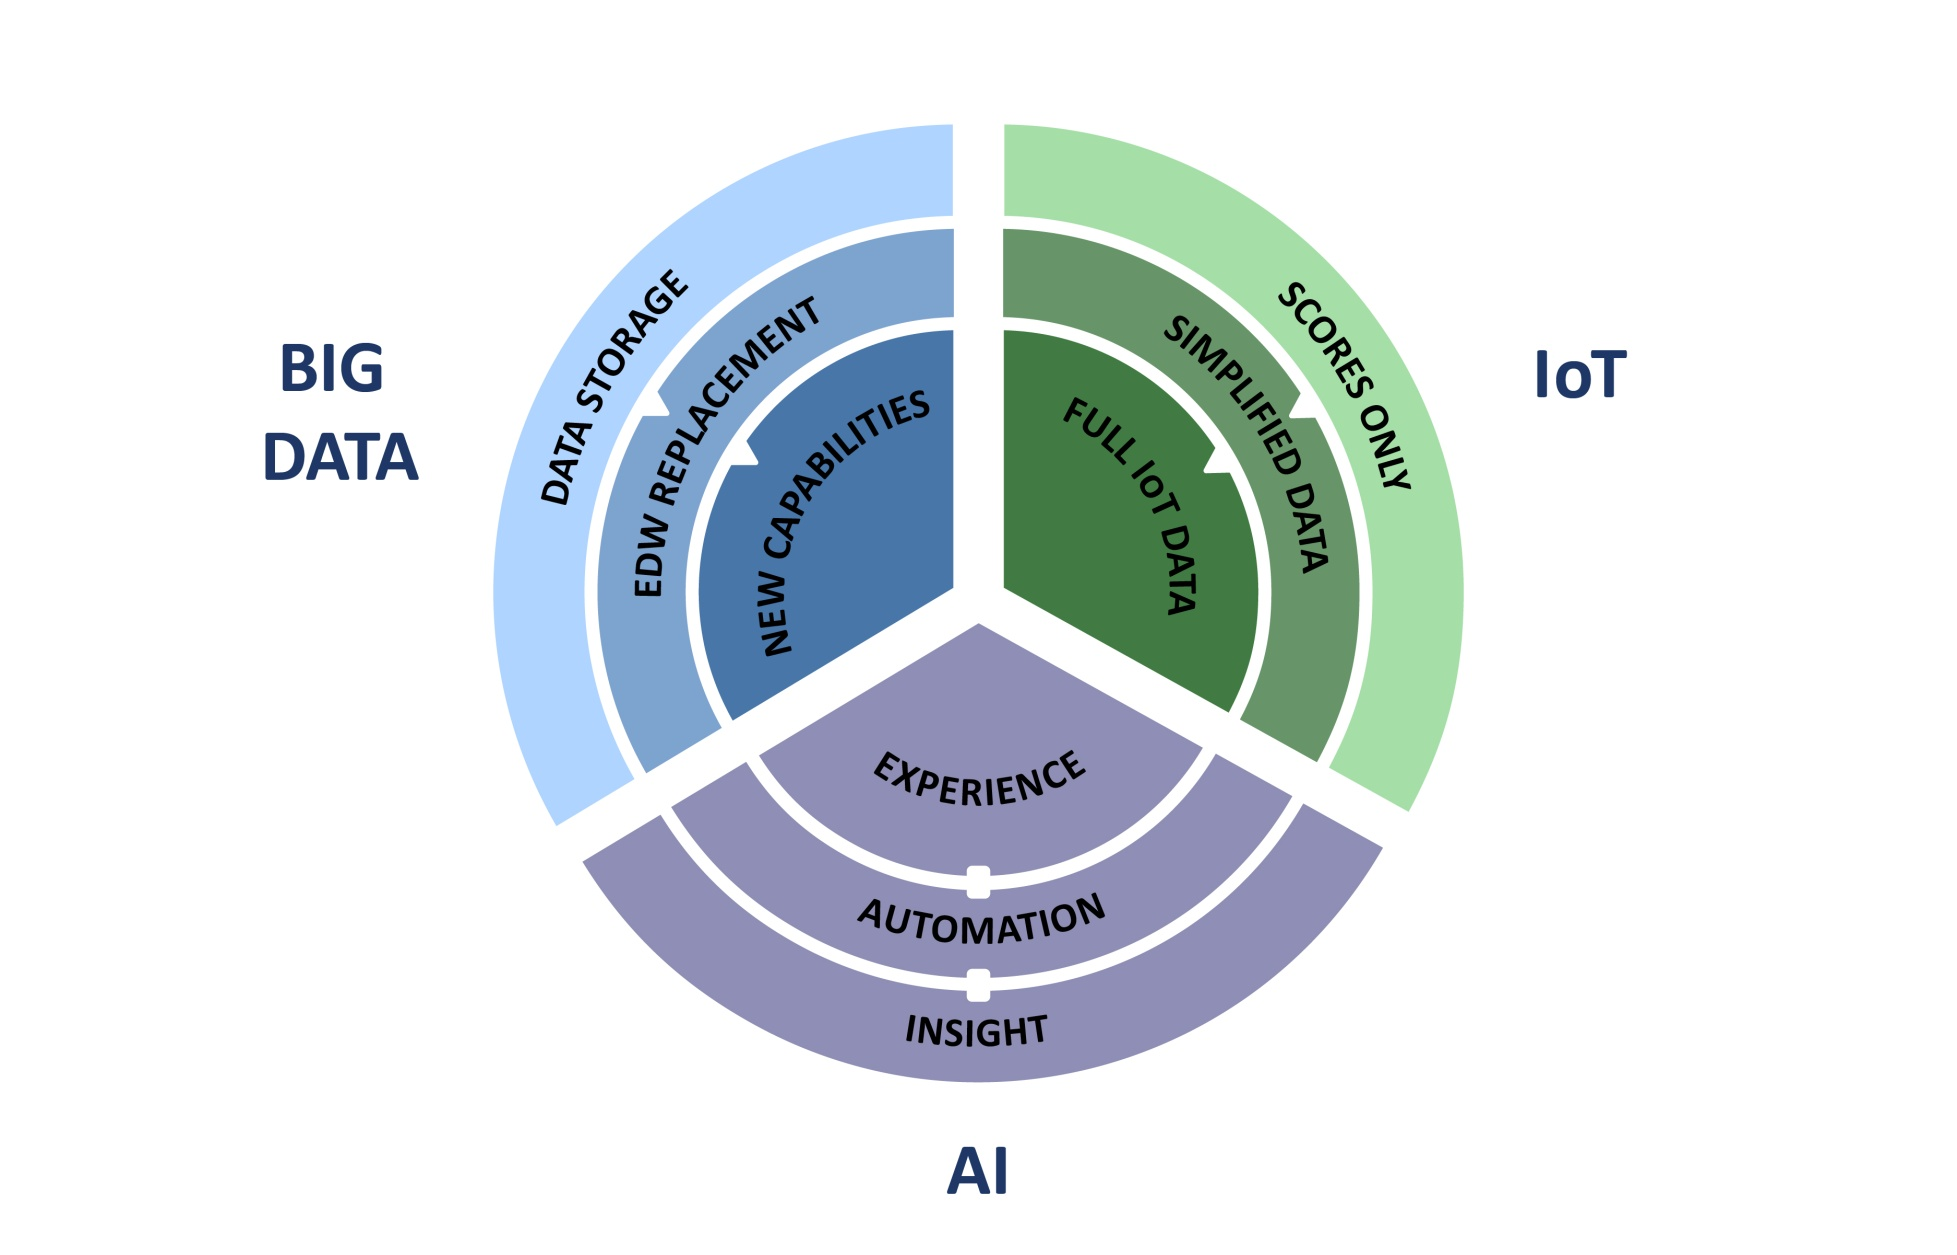 BIG
DATA
DATA STORAGE
EDW REPLACEMENT
NEW CAPABILITIES
IoT
SCORES ONLY
SIMPLIFIED DATA
FULL IoT DATA
EXPERIENCE
AUTOMATION
INSIGHT
AI